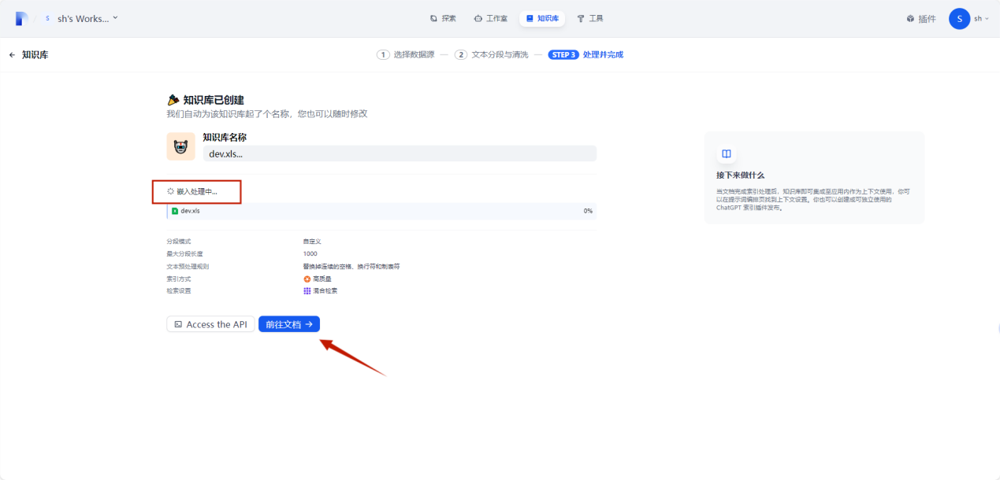 S sh's Works... 探索 工作室 知识库 工具 插件 S sh
知识库 1 选择数据源 2 文本分段与清洗 STEP 3 处理并完成
知识库已创建
我们自动为该知识库起了个名称，您也可以随时修改
知识库名称
dev.xls...
嵌入处理中...
dev.xls 0%
分段模式 自定义
最大分段长度 1000
文本预处理规则 替换掉连续的空格、换行符和制表符
索引方式 高质量
检索设置 混合检索
Access the API 前往文档
接下来做什么
当文档完成索引处理后，知识库即可集成至应用内作为上下文使用，你可
以在提示词编排页找到上下文设置。你也可以创建成可独立使用的
ChatGPT 索引插件发布。